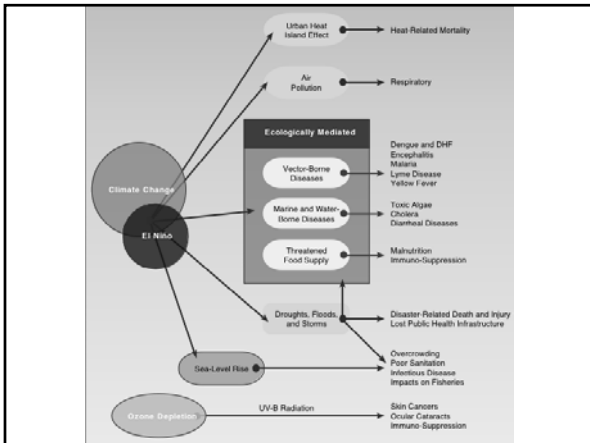 Urban Heat
Island Effect
Heat-Related Mortality
Air
Pollution
Respiratory
Ecologically Mediated
Vector-Borne
Diseases
Dengue and DHF
Encephalitis
Malaria
Lyme Disease
Yellow Fever
Climate Change
El Niño
Marine and Water-
Borne Diseases
Toxic Algae
Cholera
Diarrheal Diseases
Threatened
Food Supply
Malnutrition
Immuno-Suppression
Droughts, Floods,
and Storms
Disaster-Related Death and Injury
Lost Public Health Infrastructure
Sea-Level Rise
Overcrowding
Poor Sanitation
Infectious Disease
Impacts on Fisheries
Ozone Depletion
UV-B Radiation
Skin Cancers
Ocular Cataracts
Immuno-Suppression